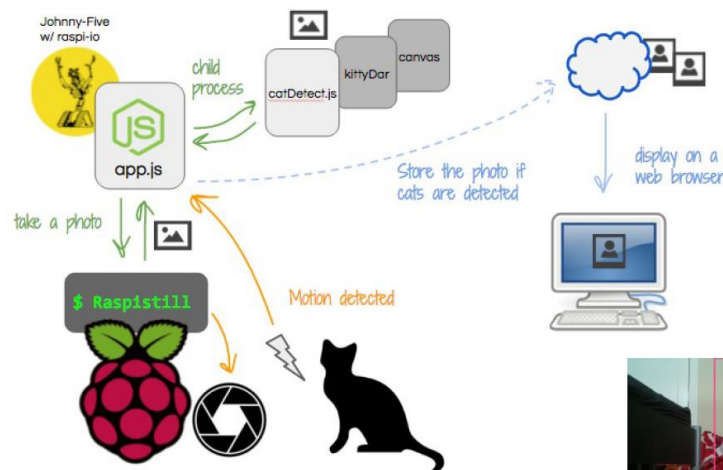 Johnny-Five
w/ raspi-io
JS
app.js
child
process
catDetect.js
kittyDar
canvas
Store the photo if
cats are detected
display on a
web browser
take a photo
$ Raspistill
Motion detected